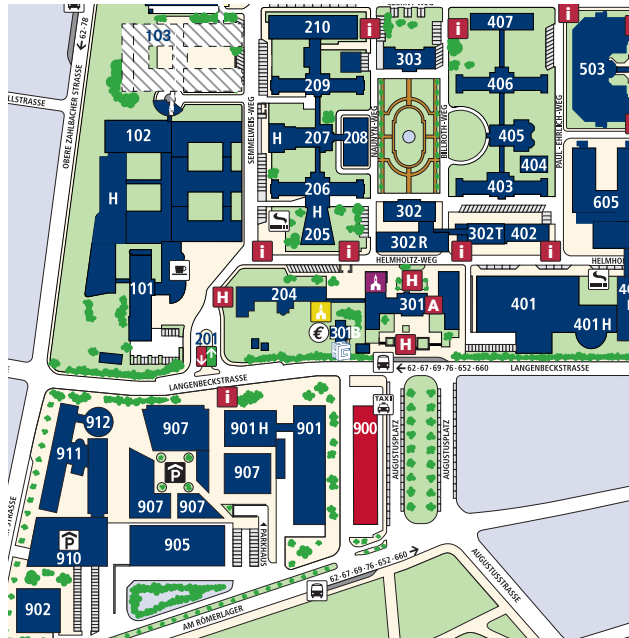 210
407
103
i
i
i
62-78
303
503
209
406
LLSTRASSE
OBERE ZAHLBACHER STRASSE
SEMMELWEIS-WEG
NAUNYN-WEG
BILLROTH-WEG
PAUL-EHRLICH-WEG
102
H
207
208
405
404
H
206
403
H
205
302
605
302 R
302 T
402
i
i
i
i
HELMHOLTZ-WEG
HELMHO
101
H
204
H
301
A
401
401 H
201
€
301B
H
LANGENBECKSTRASSE
62-67-69-76-652-660
LANGENBECKSTRASSE
i
TAXI
912
907
901 H
901
900
911
AUGUSTUSPLATZ
AUGUSTUSPLATZ
P
907
907
907
P
910
905
PARKHAUS
62-67-69-76-652-660
AUGUSTUSSTRASSE
902
AM RÖMERLAGER